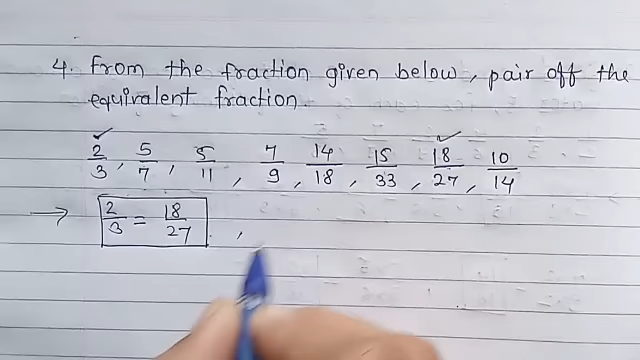 4. From the fraction given below, pair off the
equivalent fraction.
2/3, 5/7, 5/11, 7/9, 14/18, 15/33, 18/27, 10/14
→ 2/3 = 18/27 ,